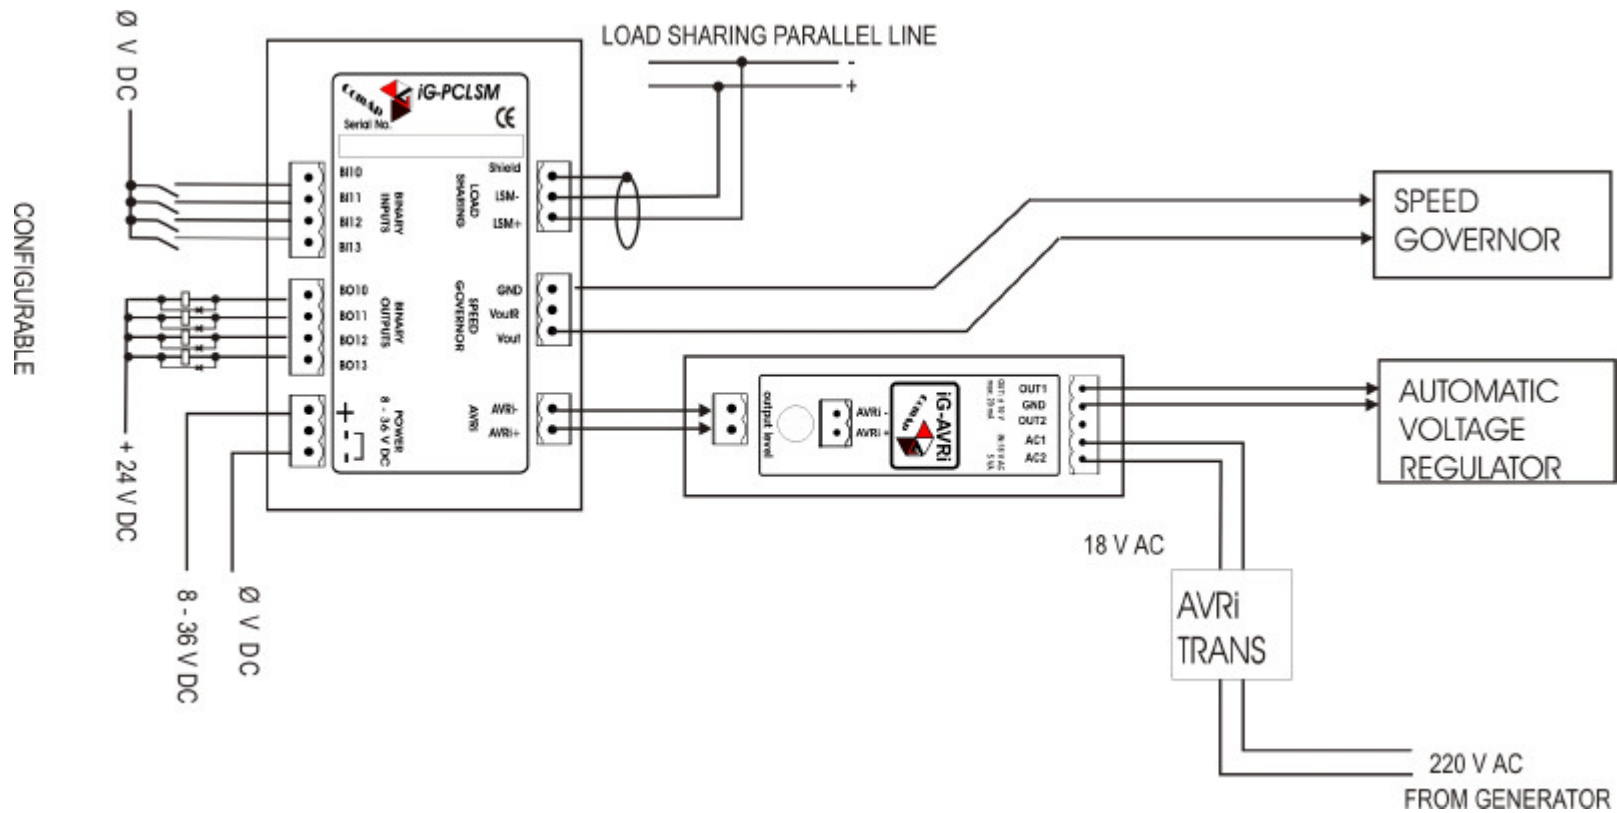 Ø V DC
CONFIGURABLE
+ 24 V DC
8 - 36 V DC
Ø V DC
ComAp
iG-PCLSM
CE
Serial No.
BI10
BI11
BI12
BI13
BINARY
INPUTS
BO10
BO11
BO12
BO13
BINARY
OUTPUTS
+
-
-
POWER
8 - 36 V DC
Shield
LSM-
LSM+
LOAD
SHARING
GND
VoutR
Vout
SPEED
GOVERNOR
AVRi-
AVRi+
AVRi
LOAD SHARING PARALLEL LINE
-
+
SPEED
GOVERNOR
output level
AVRi -
AVRi +
ComAp
iG-AVRi
OUT1
GND
OUT2
AC1
AC2
AUTOMATIC
VOLTAGE
REGULATOR
18 V AC
AVRi
TRANS
220 V AC
FROM GENERATOR